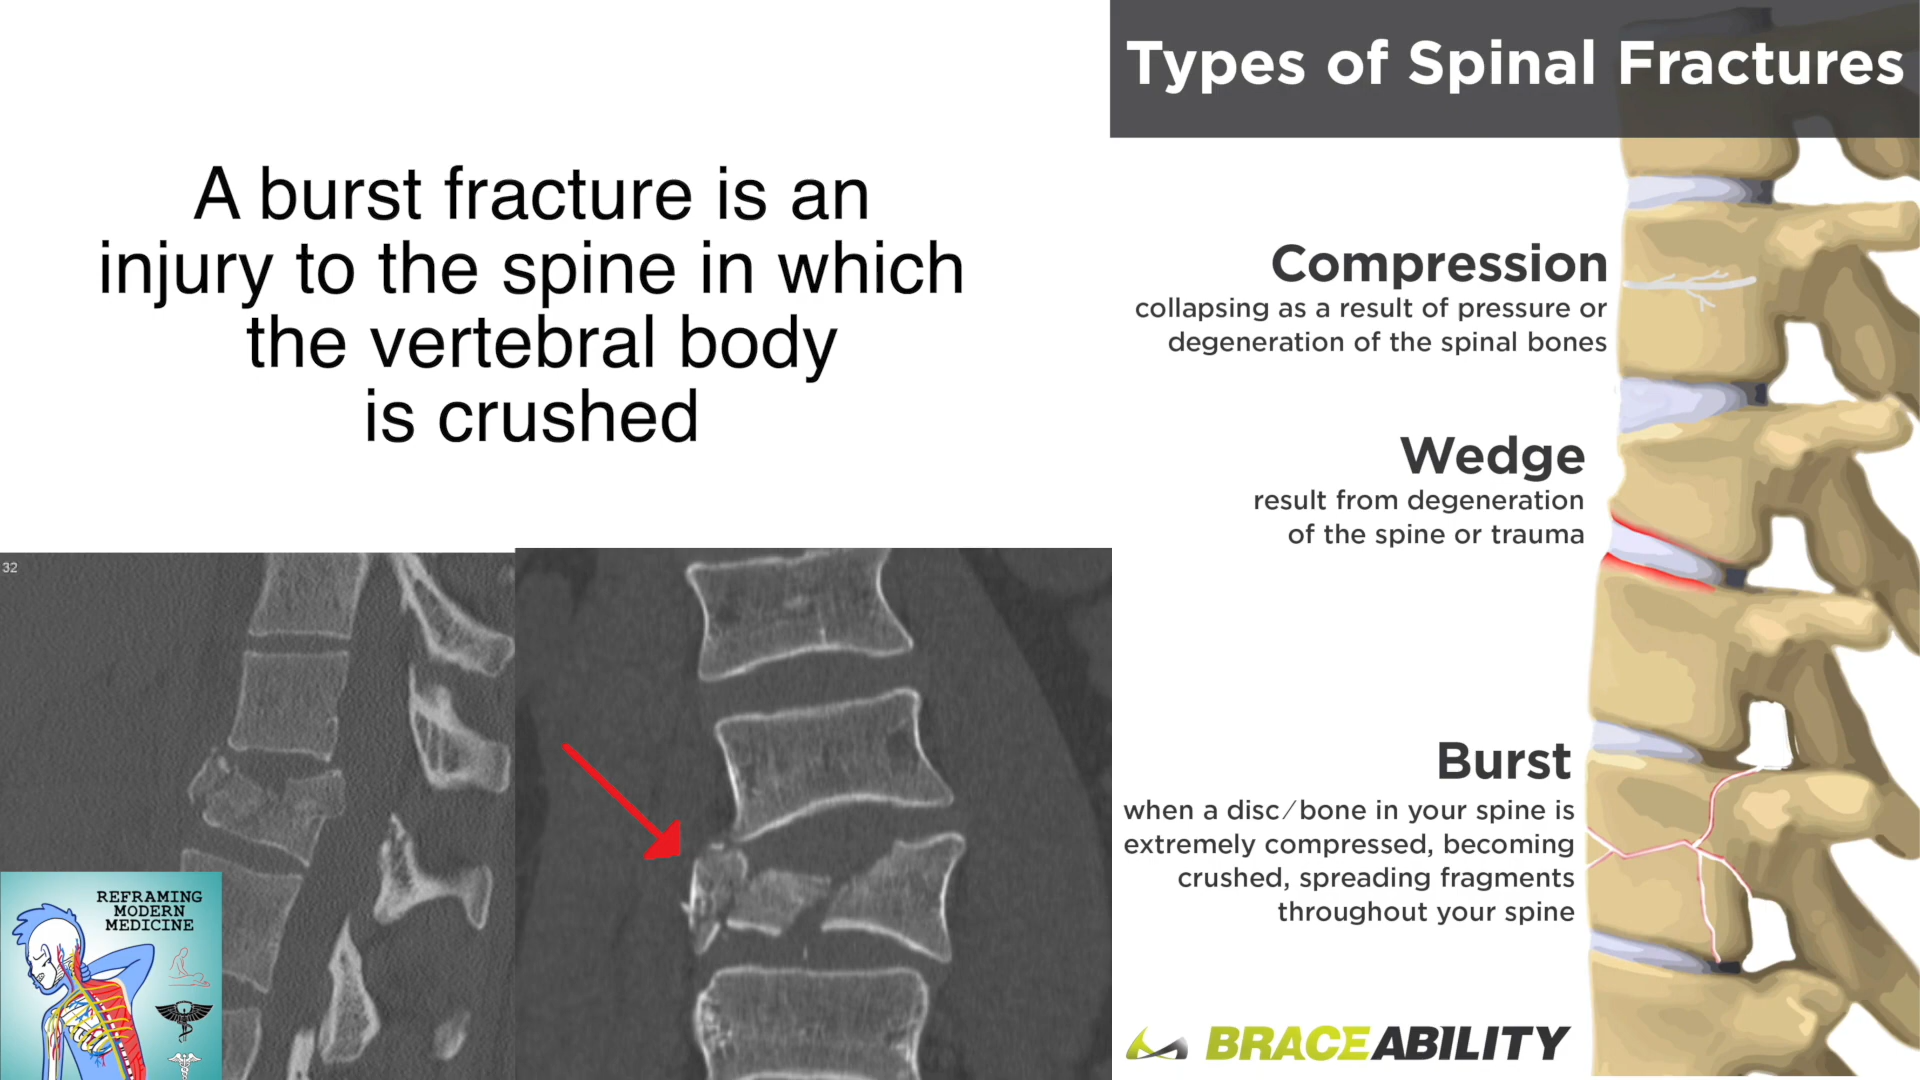 A burst fracture is an
injury to the spine in which
the vertebral body
is crushed
32
REFRAMING
MODERN
MEDICINE
Types of Spinal Fractures
Compression
collapsing as a result of pressure or
degeneration of the spinal bones
Wedge
result from degeneration
of the spine or trauma
Burst
when a disc/bone in your spine is
extremely compressed, becoming
crushed, spreading fragments
throughout your spine
BRACEABILITY